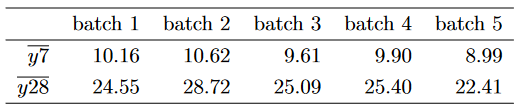 batch 1 batch 2 batch 3 batch 4 batch 5
y7 10.16 10.62 9.61 9.90 8.99
y28 24.55 28.72 25.09 25.40 22.41